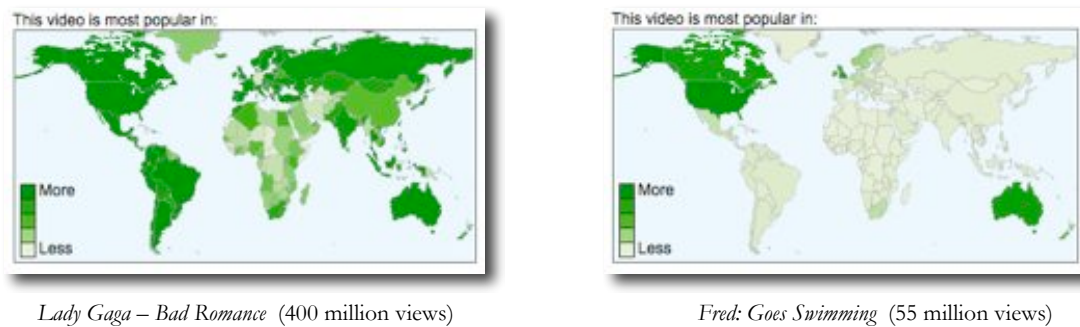 This video is most popular in:
More
Less
Lady Gaga – Bad Romance (400 million views)
This video is most popular in:
More
Less
Fred: Goes Swimming (55 million views)